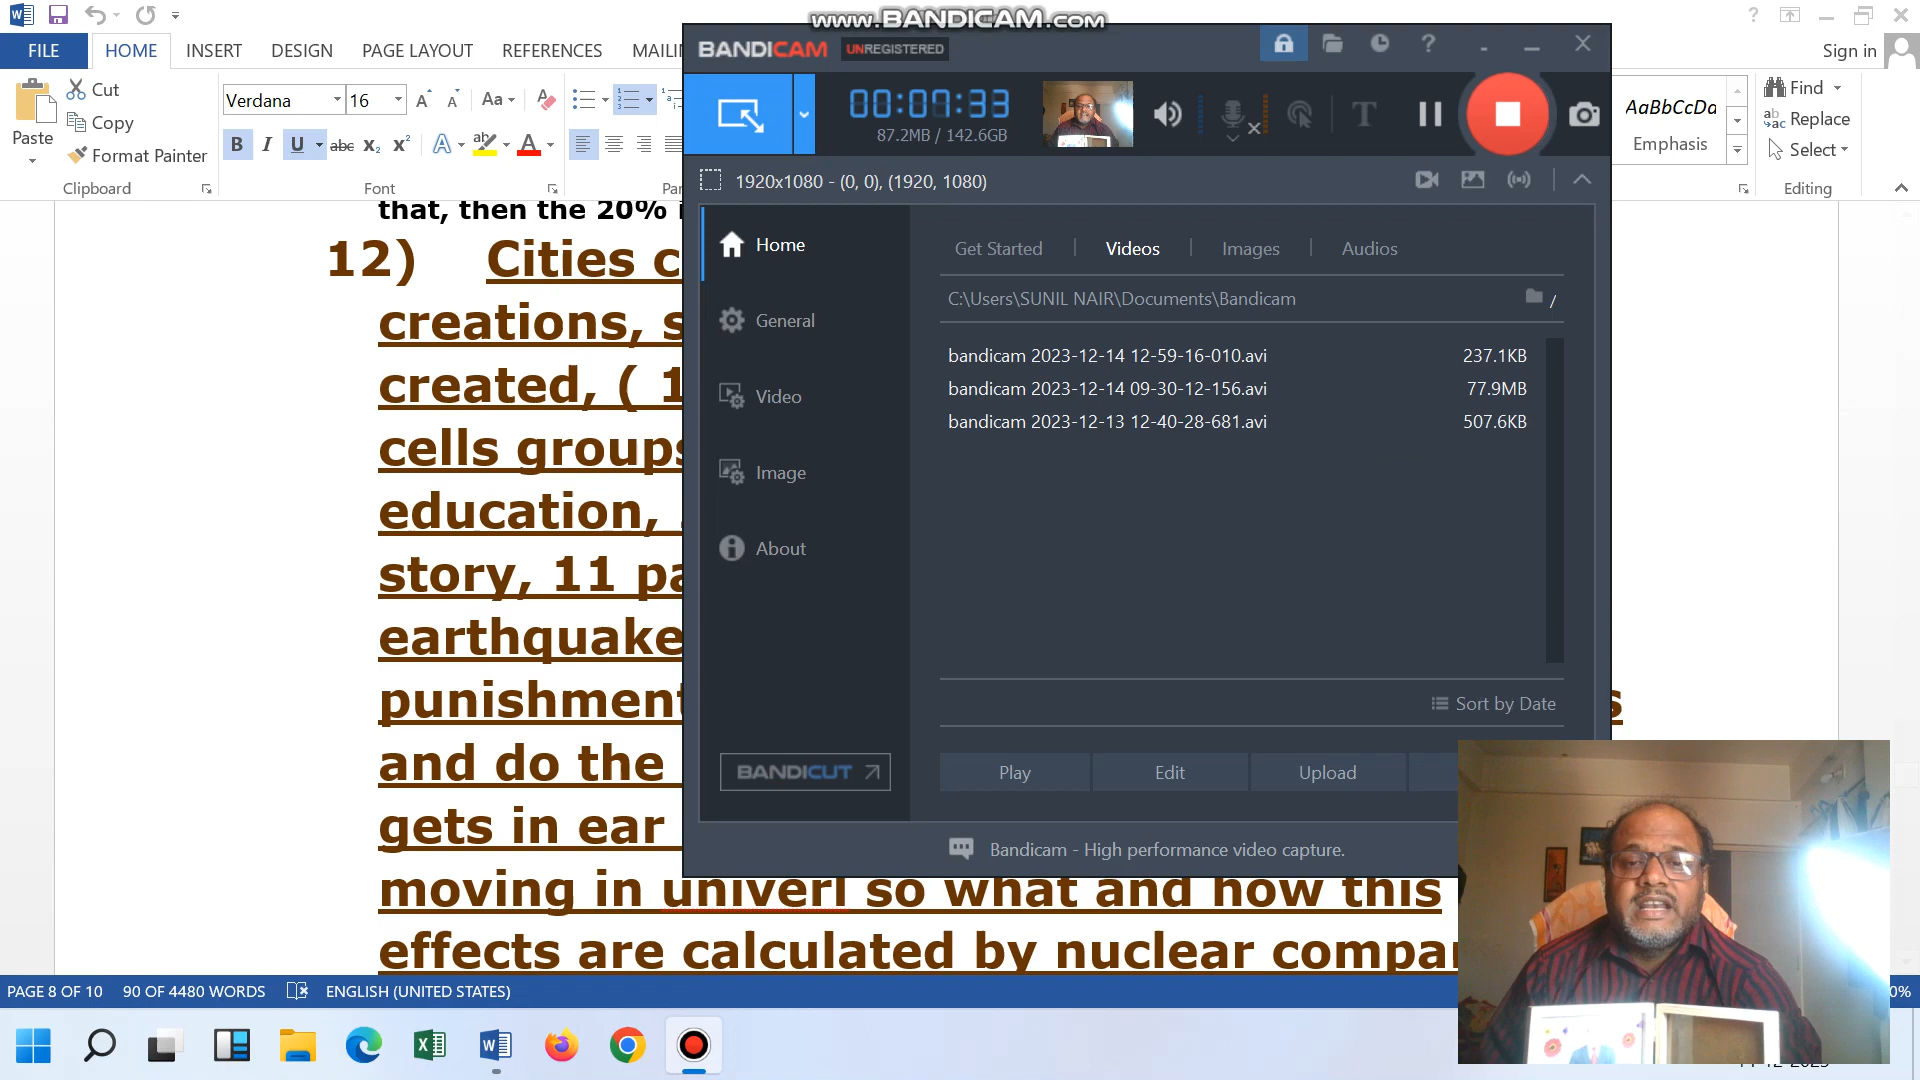 www.BANDICAM.com
FILE HOME INSERT DESIGN PAGE LAYOUT REFERENCES
Sign in
BANDICAM UNREGISTERED
Cut
Copy
Format Painter
Paste
Clipboard
Verdana 16
Font
AaBbCcDd
Emphasis
Find
Replace
Select
Editing
00:07:33
87.2MB / 142.6GB
1920x1080 - (0, 0), (1920, 1080)
Home
General
Video
Image
About
BANDICUT
Get Started Videos Images Audios
C:\Users\SUNIL NAIR\Documents\Bandicam
/
bandicam 2023-12-14 12-59-16-010.avi 237.1KB
bandicam 2023-12-14 09-30-12-156.avi 77.9MB
bandicam 2023-12-13 12-40-28-681.avi 507.6KB
Sort by Date
Play Edit Upload
Bandicam - High performance video capture.
that, then the 20%
12) Cities
creations,
created, (
cells groups
education,
story, 11
earthquake
punishment
and do the
gets in ear
moving in univerl so what and how this
effects are calculated by nuclear
PAGE 8 OF 10 90 OF 4480 WORDS ENGLISH (UNITED STATES)